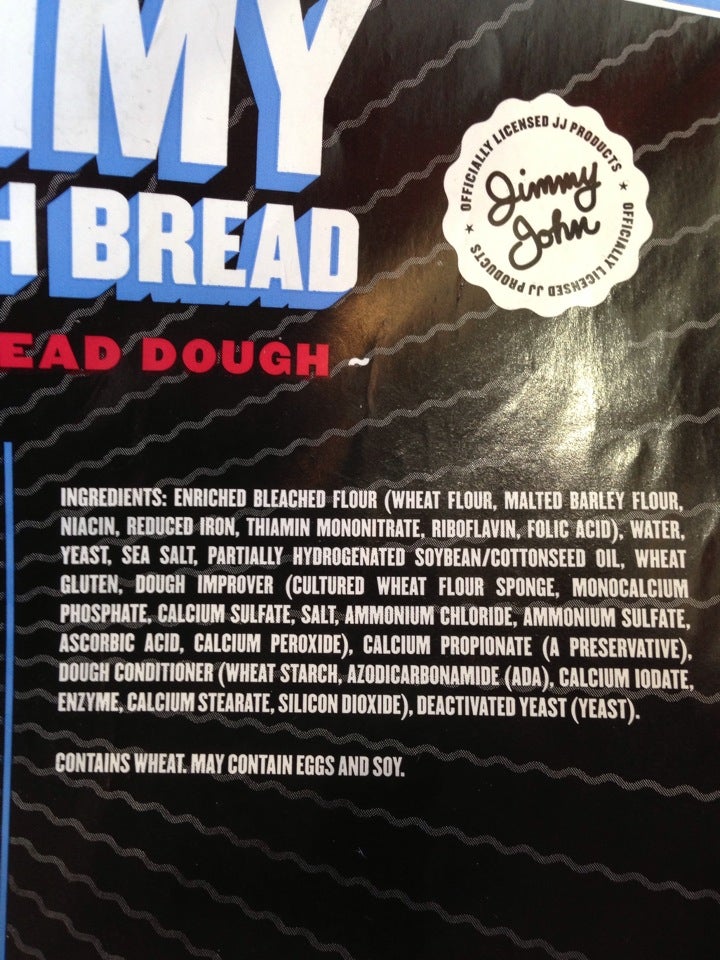 MMY
H BREAD
EAD DOUGH ~
OFFICIALLY LICENSED JJ PRODUCTS ★ OFFICIALLY LICENSED JJ PRODUCTS ★
Jimmy
John
INGREDIENTS: ENRICHED BLEACHED FLOUR (WHEAT FLOUR, MALTED BARLEY FLOUR,
NIACIN, REDUCED IRON, THIAMIN MONONITRATE, RIBOFLAVIN, FOLIC ACID), WATER,
YEAST, SEA SALT, PARTIALLY HYDROGENATED SOYBEAN/COTTONSEED OIL, WHEAT
GLUTEN, DOUGH IMPROVER (CULTURED WHEAT FLOUR SPONGE, MONOCALCIUM
PHOSPHATE, CALCIUM SULFATE, SALT, AMMONIUM CHLORIDE, AMMONIUM SULFATE,
ASCORBIC ACID, CALCIUM PEROXIDE), CALCIUM PROPIONATE (A PRESERVATIVE),
DOUGH CONDITIONER (WHEAT STARCH, AZODICARBONAMIDE (ADA), CALCIUM IODATE,
ENZYME, CALCIUM STEARATE, SILICON DIOXIDE), DEACTIVATED YEAST (YEAST).
CONTAINS WHEAT. MAY CONTAIN EGGS AND SOY.